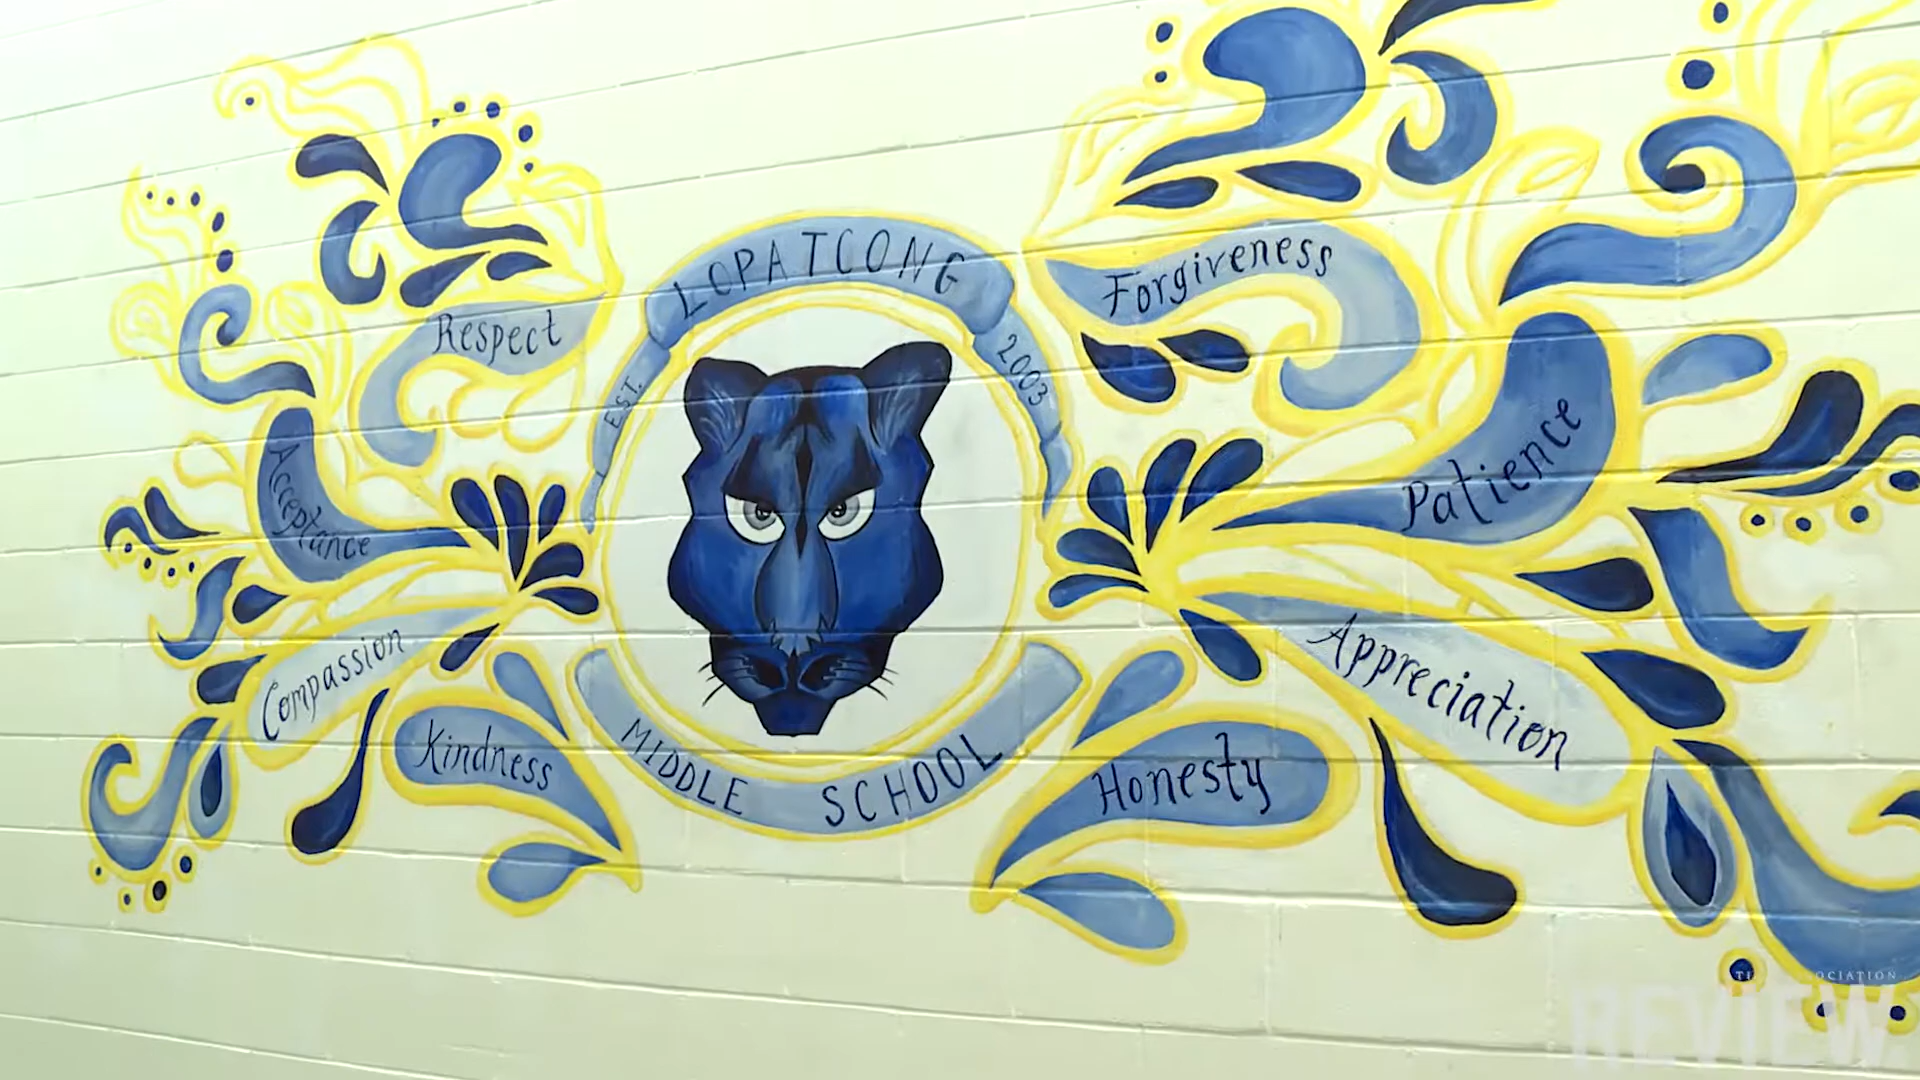 LOPATCONG
EST.
2003
MIDDLE SCHOOL
Respect
Acceptance
Compassion
Kindness
Forgiveness
Patience
Appreciation
Honesty
REVIEW